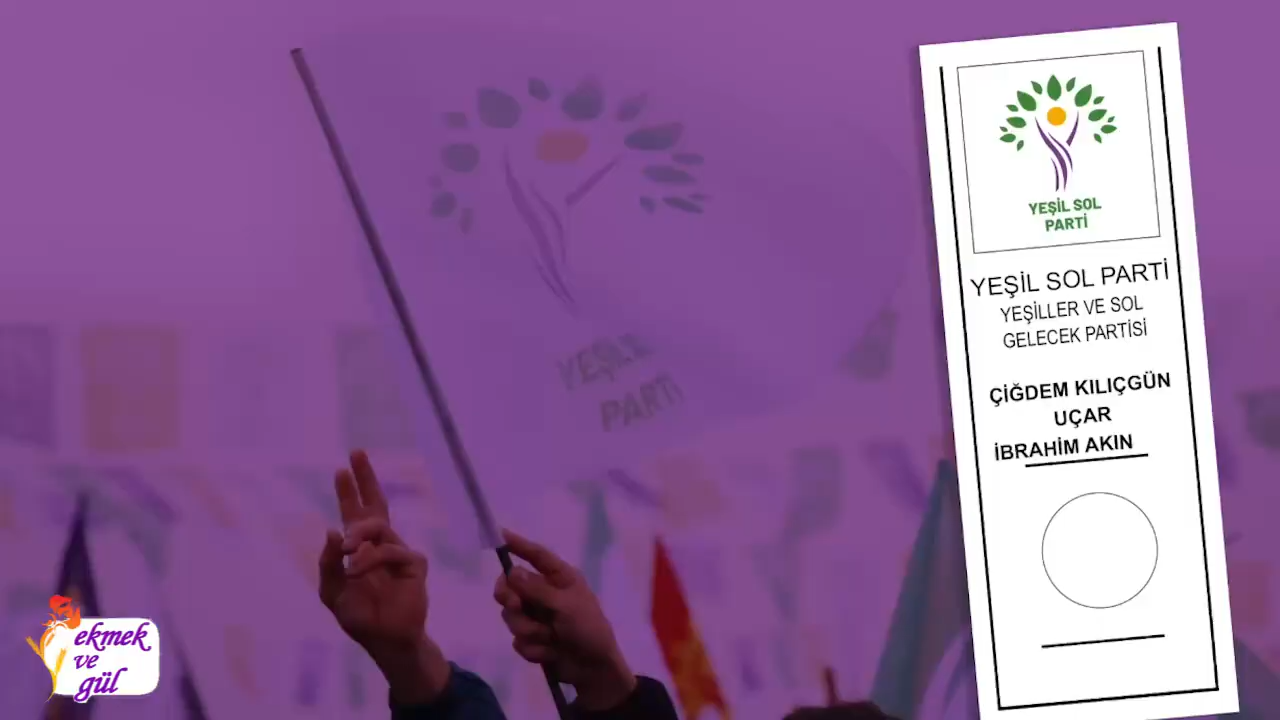 YEŞİL SOL
PARTİ
YEŞİL SOL PARTİ
YEŞİLLER VE SOL
GELECEK PARTİSİ
ÇİĞDEM KILIÇGÜN
UÇAR
İBRAHİM AKIN
PARTİ
ekmek
ve
gül